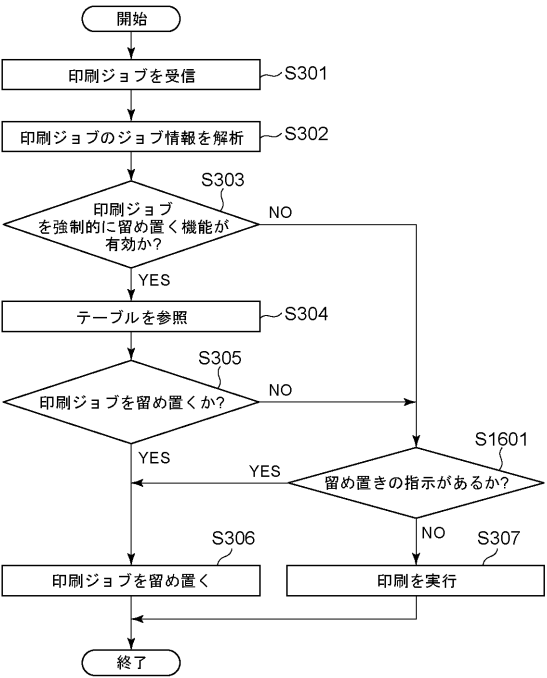 開始
印刷ジョブを受信
S301
印刷ジョブのジョブ情報を解析
S302
S303
印刷ジョブ
を強制的に留め置く機能が
有効か?
NO
YES
テーブルを参照
S304
S305
印刷ジョブを留め置くか?
NO
YES
S1601
留め置きの指示があるか?
YES
NO
S306
印刷ジョブを留め置く
S307
印刷を実行
終了